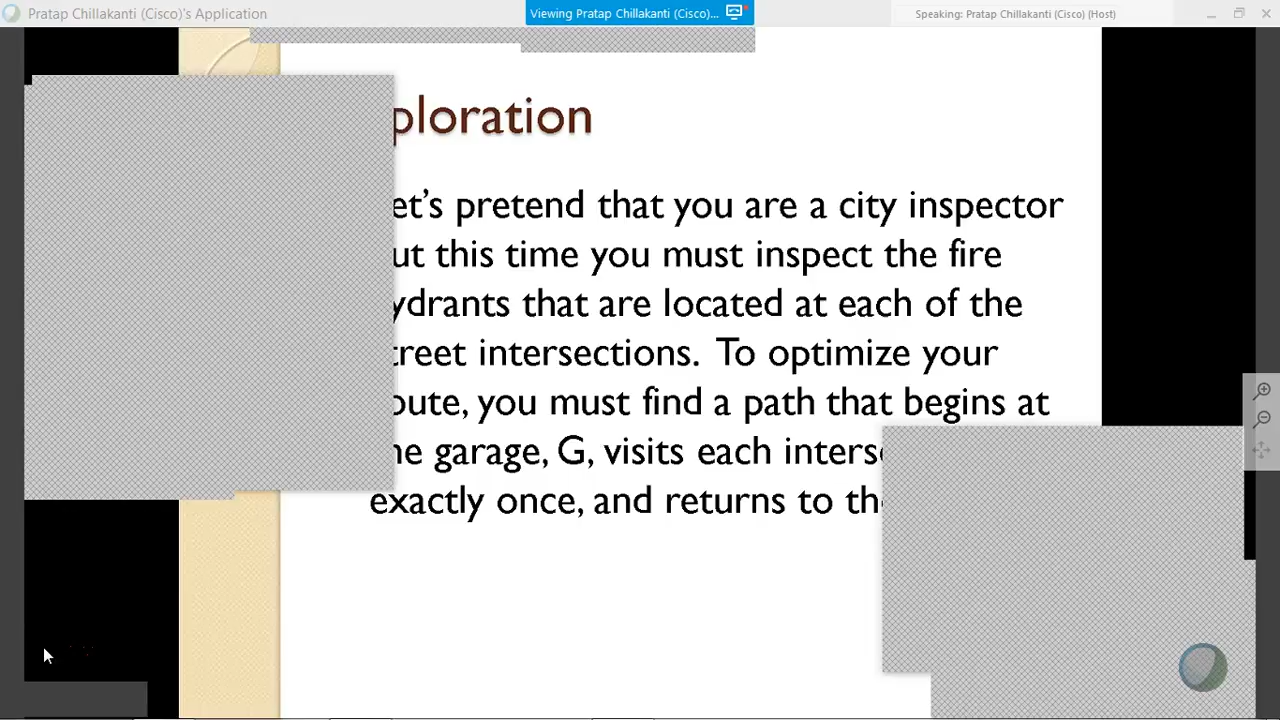 Pratap Chillakanti (Cisco)'s Application
Viewing Pratap Chillakanti (Cisco)...
Speaking: Pratap Chillakanti (Cisco) (Host)
ploration
et's pretend that you are a city inspector
ut this time you must inspect the fire
ydrants that are located at each of the
treet intersections. To optimize your
oute, you must find a path that begins at
he garage, G, visits each interse
exactly once, and returns to th